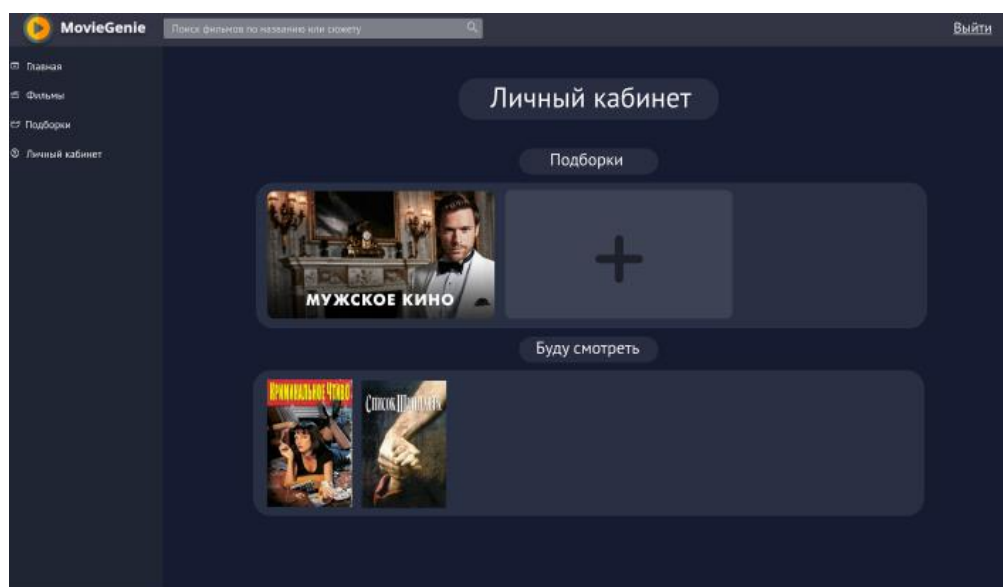 MovieGenie
Поиск фильмов по названию или сюжету
Выйти
Главная
Фильмы
Подборки
Личный кабинет
Личный кабинет
Подборки
МУЖСКОЕ КИНО
Буду смотреть
КРИМИНАЛЬНОЕ ЧТИВО
СПИСОК ШИНДЛЕРА